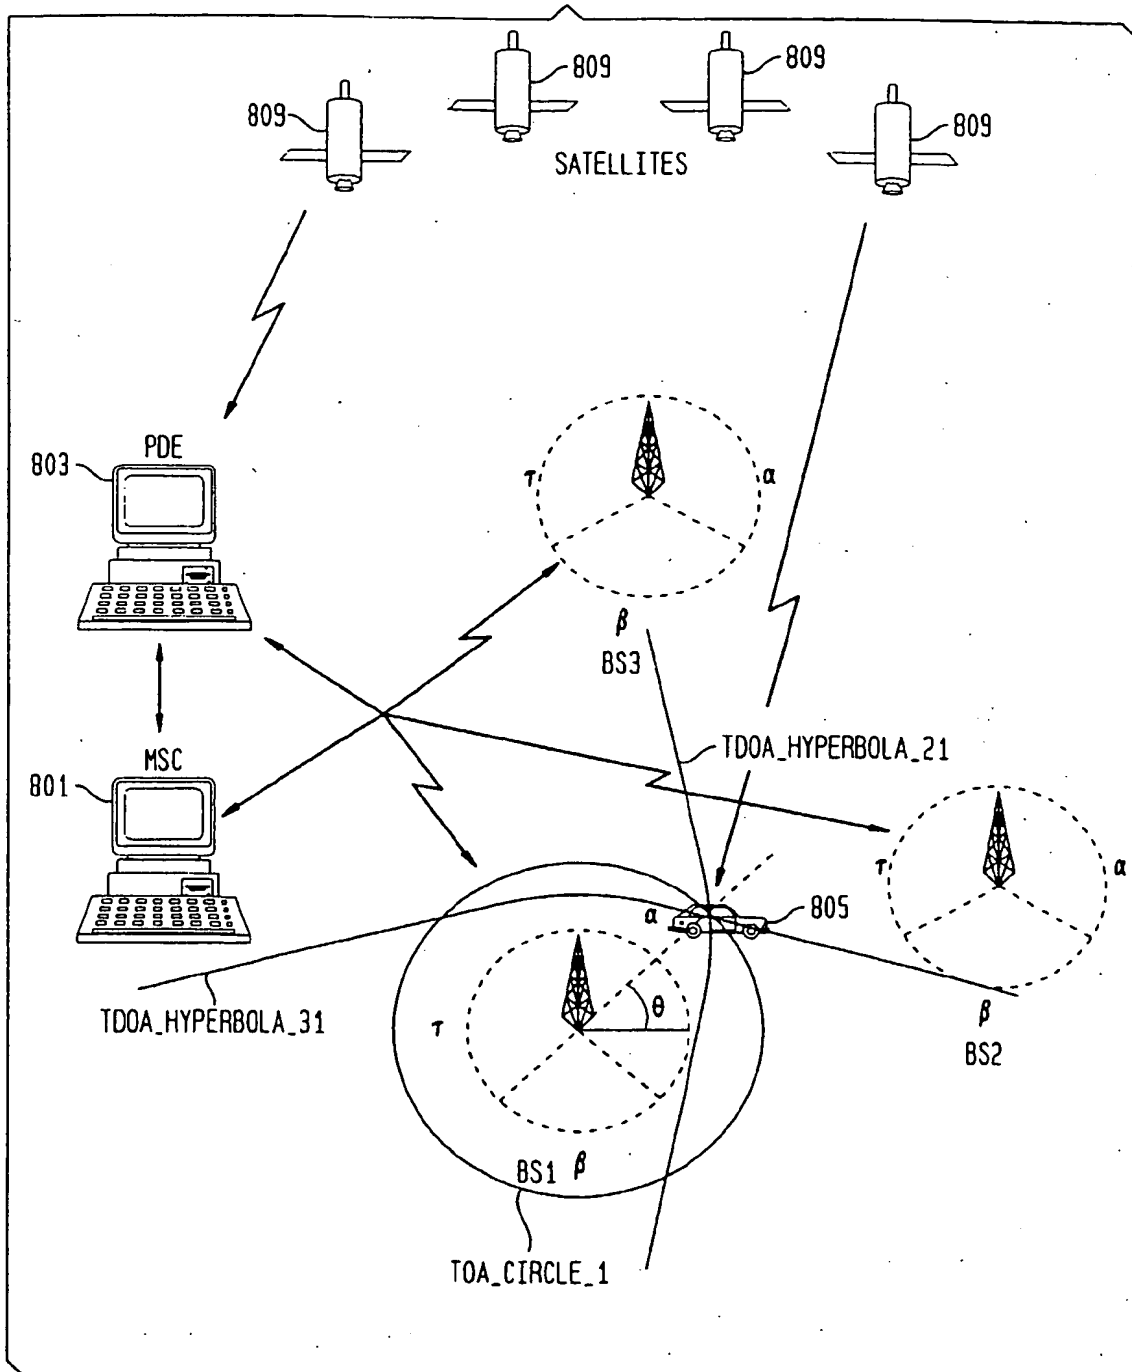 809
809
809
809
SATELLITES
PDE
803
τ
α
β
BS3
MSC
801
TDOA_HYPERBOLA_21
τ
α
α
805
β
BS2
TDOA_HYPERBOLA_31
τ
θ
BS1 β
TOA_CIRCLE_1